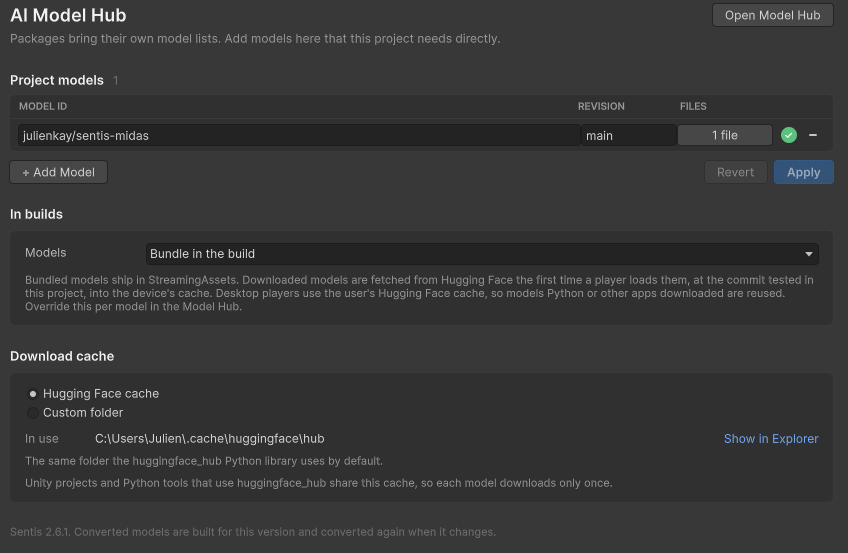 AI Model Hub
Open Model Hub
Packages bring their own model lists. Add models here that this project needs directly.
Project models 1
MODEL ID REVISION FILES
julienkay/sentis-midas main 1 file
+ Add Model Revert Apply
In builds
Models Bundle in the build
Bundled models ship in StreamingAssets. Downloaded models are fetched from Hugging Face the first time a player loads them, at the commit tested in
this project, into the device's cache. Desktop players use the user's Hugging Face cache, so models Python or other apps downloaded are reused.
Override this per model in the Model Hub.
Download cache
Hugging Face cache
Custom folder
In use C:\Users\Julien\.cache\huggingface\hub Show in Explorer
The same folder the huggingface_hub Python library uses by default.
Unity projects and Python tools that use huggingface_hub share this cache, so each model downloads only once.
Sentis 2.6.1. Converted models are built for this version and converted again when it changes.